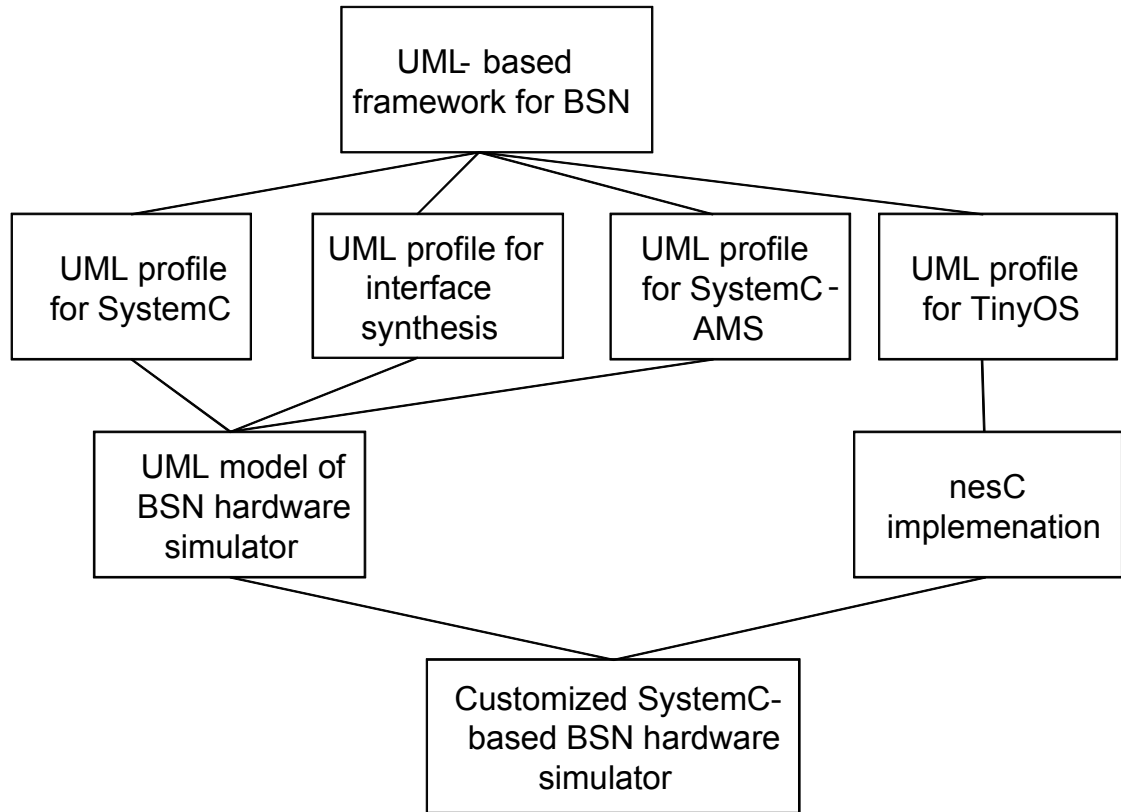 UML- based
framework for BSN
UML profile
for SystemC
UML profile for
interface
synthesis
UML profile
for SystemC-
AMS
UML profile
for TinyOS
UML model of
BSN hardware
simulator
nesC
implemenation
Customized SystemC-
based BSN hardware
simulator